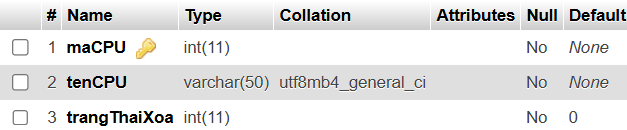 # Name Type Collation Attributes Null Default
1 maCPU int(11) No None
2 tenCPU varchar(50) utf8mb4_general_ci No None
3 trangThaiXoa int(11) No 0